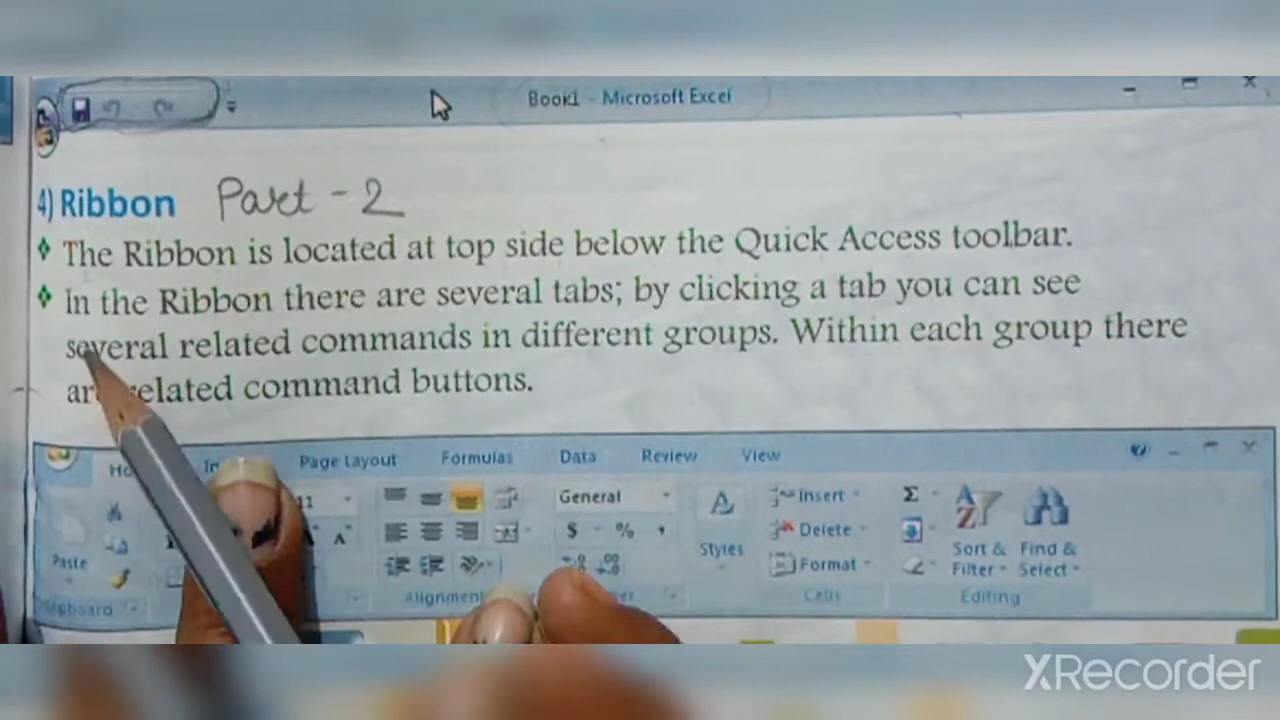 Book1 - Microsoft Excel
4) Ribbon Part - 2
The Ribbon is located at top side below the Quick Access toolbar.
In the Ribbon there are several tabs; by clicking a tab you can see
several related commands in different groups. Within each group there
are related command buttons.
Page Layout Formulas Data Review View
11 General Insert Σ
$ % , Delete
Paste Styles Sort & Find &
Format Filter Select
Alignment Cells Editing
XRecorder